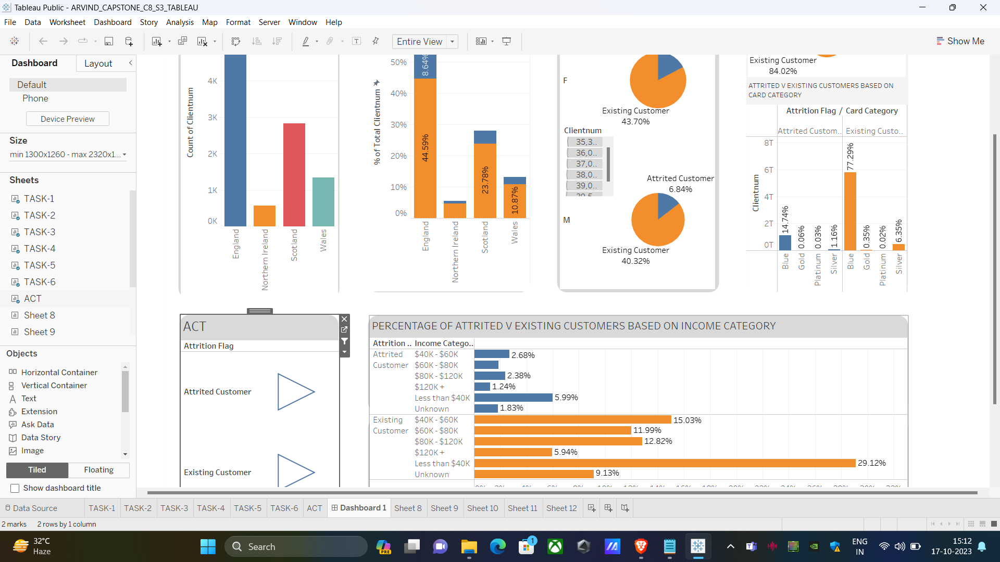 Tableau Public - ARVIND_CAPSTONE_C8_S3_TABLEAU
File Data Worksheet Dashboard Story Analysis Map Format Server Window Help
Entire View
Show Me
Dashboard Layout
Default
Phone
Device Preview
Size
min 1300x1260 - max 2320x1...
Sheets
TASK-1
TASK-2
TASK-3
TASK-4
TASK-5
TASK-6
ACT
Sheet 8
Sheet 9
Objects
Horizontal Container
Vertical Container
Text
Extension
Ask Data
Data Story
Image
Tiled Floating
Show dashboard title
Count of Clientnum
4K
3K
2K
1K
0K
England
Northern Ireland
Scotland
Wales
% of Total Clientnum
50%
40%
30%
20%
10%
0%
8.64%
44.59%
23.78%
10.87%
England
Northern Ireland
Scotland
Wales
F
Existing Customer
43.70%
Clientnum
35,3..
36,0..
37,0..
38,0..
39,0..
39,5..
Attrited Customer
6.84%
M
Existing Customer
40.32%
Existing Customer
84.02%
ATTRITED V EXISTING CUSTOMERS BASED ON
CARD CATEGORY
Attrition Flag / Card Category
Attrited Custom.. Existing Custo..
Clientnum
8T
6T
4T
2T
0T
14.74%
0.06%
0.03%
1.16%
77.29%
0.35%
0.02%
6.35%
Blue
Gold
Platinum
Silver
Blue
Gold
Platinum
Silver
ACT
Attrition Flag
Attrited Customer
Existing Customer
PERCENTAGE OF ATTRITED V EXISTING CUSTOMERS BASED ON INCOME CATEGORY
Attrition .. Income Catego..
Attrited $40K - $60K 2.68%
Customer $60K - $80K
$80K - $120K 2.38%
$120K + 1.24%
Less than $40K 5.99%
Unknown 1.83%
Existing $40K - $60K 15.03%
Customer $60K - $80K 11.99%
$80K - $120K 12.82%
$120K + 5.94%
Less than $40K 29.12%
Unknown 9.13%
Data Source TASK-1 TASK-2 TASK-3 TASK-4 TASK-5 TASK-6 ACT Dashboard 1 Sheet 8 Sheet 9 Sheet 10 Sheet 11 Sheet 12
2 marks 2 rows by 1 column
32°C
Haze
Search
PRE
1
ENG
IN
15:12
17-10-2023